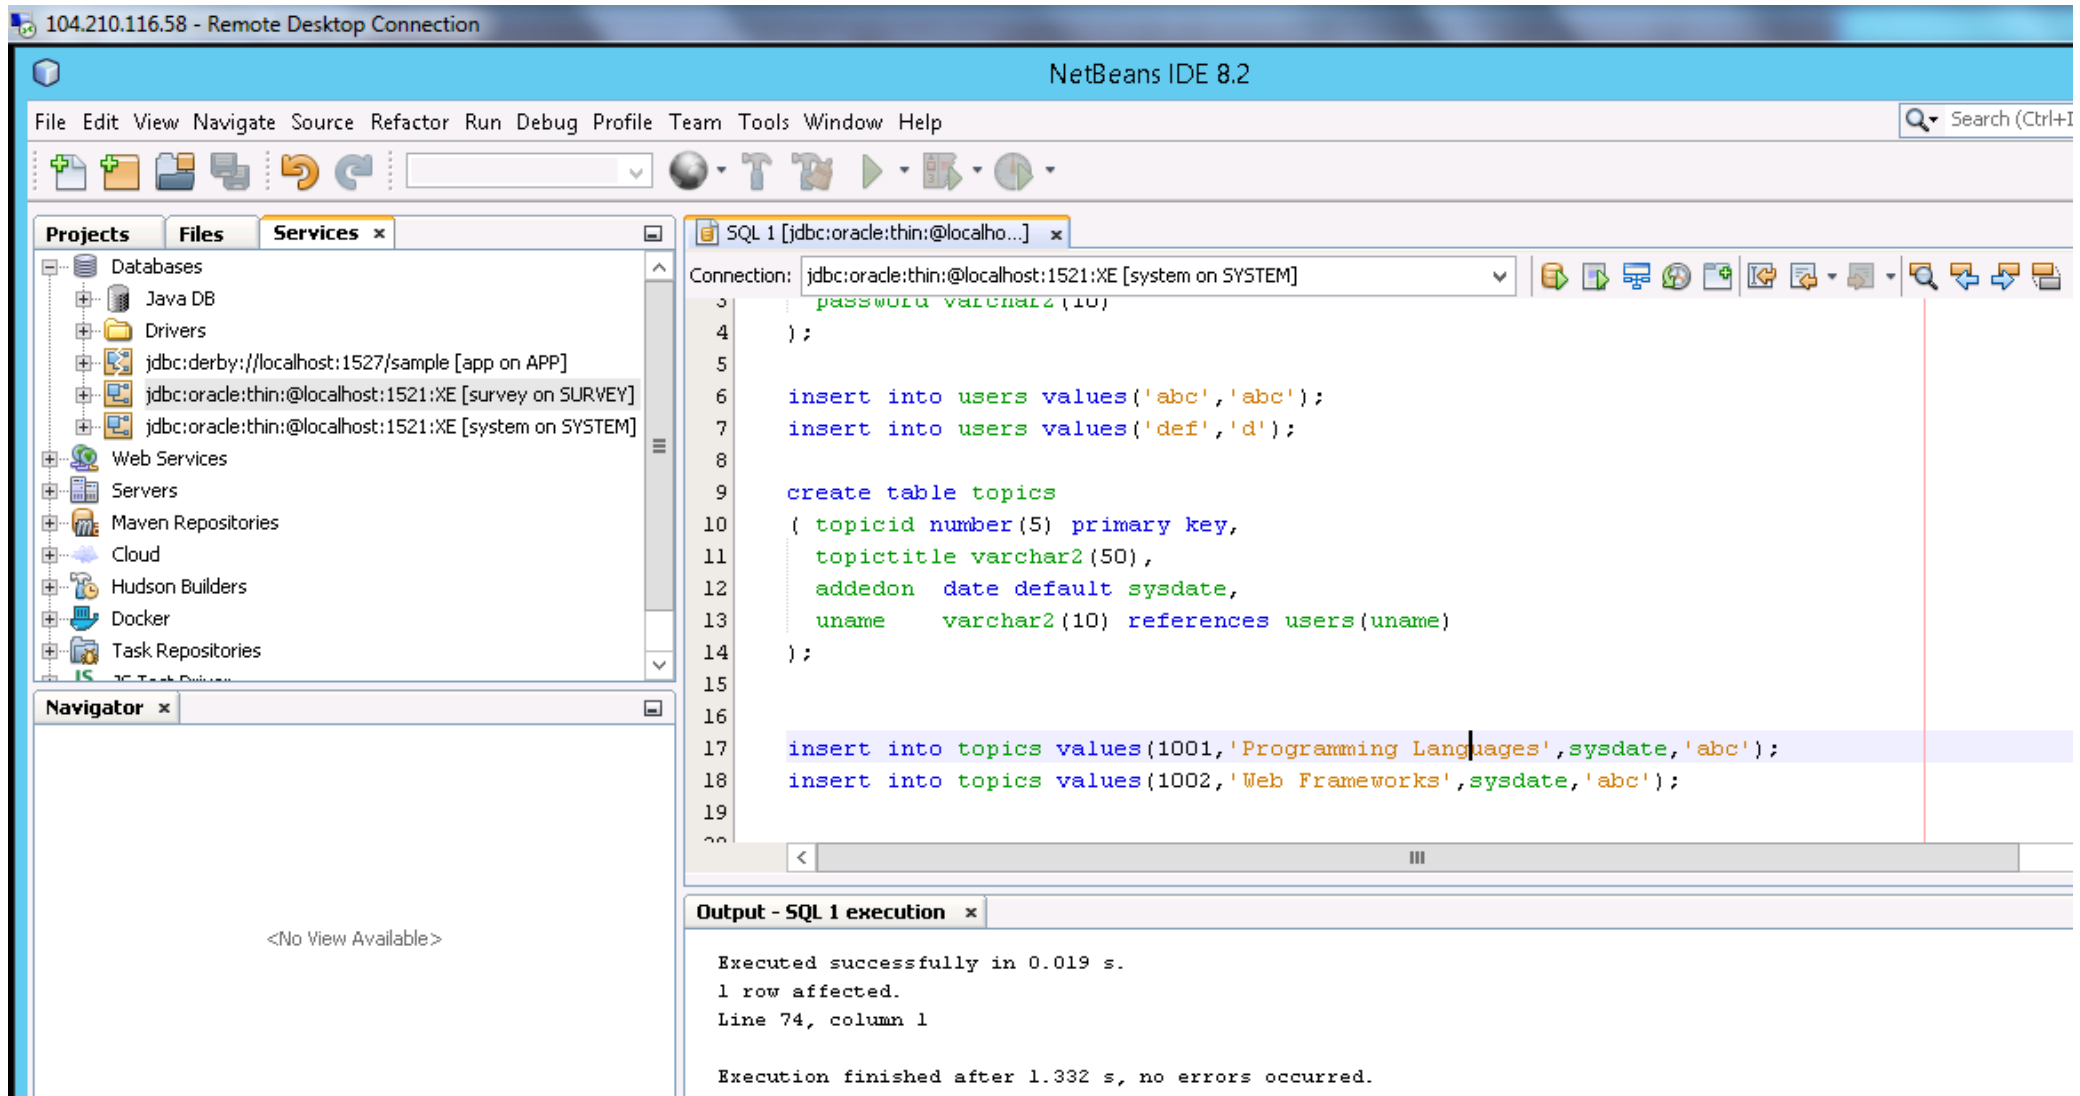 104.210.116.58 - Remote Desktop Connection
NetBeans IDE 8.2
File Edit View Navigate Source Refactor Run Debug Profile Team Tools Window Help
Search (Ctrl+I
Projects Files Services
Databases
Java DB
Drivers
jdbc:derby://localhost:1527/sample [app on APP]
jdbc:oracle:thin:@localhost:1521:XE [survey on SURVEY]
jdbc:oracle:thin:@localhost:1521:XE [system on SYSTEM]
Web Services
Servers
Maven Repositories
Cloud
Hudson Builders
Docker
Task Repositories
JS Test Driver
Navigator
<No View Available>
SQL 1 [jdbc:oracle:thin:@localho...]
Connection: jdbc:oracle:thin:@localhost:1521:XE [system on SYSTEM]
3 password varchar2(10)
4 );
5
6 insert into users values('abc','abc');
7 insert into users values('def','d');
8
9 create table topics
10 ( topicid number(5) primary key,
11 topictitle varchar2(50),
12 addedon date default sysdate,
13 uname varchar2(10) references users(uname)
14 );
15
16
17 insert into topics values(1001,'Programming Languages',sysdate,'abc');
18 insert into topics values(1002,'Web Frameworks',sysdate,'abc');
19
20
Output - SQL 1 execution
Executed successfully in 0.019 s.
1 row affected.
Line 74, column 1
Execution finished after 1.332 s, no errors occurred.